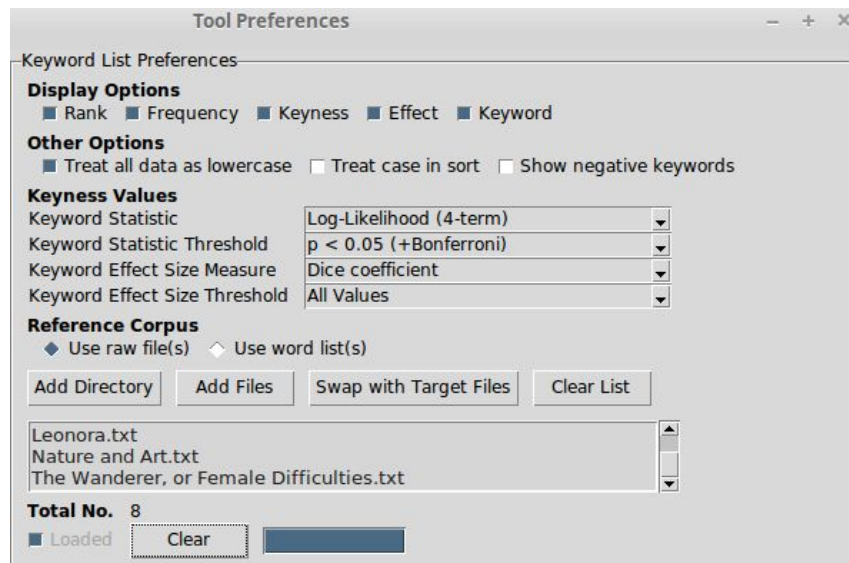 Tool Preferences
Keyword List Preferences
Display Options
Rank Frequency Keyness Effect Keyword
Other Options
Treat all data as lowercase Treat case in sort Show negative keywords
Keyness Values
Keyword Statistic Log-Likelihood (4-term)
Keyword Statistic Threshold p < 0.05 (+Bonferroni)
Keyword Effect Size Measure Dice coefficient
Keyword Effect Size Threshold All Values
Reference Corpus
Use raw file(s) Use word list(s)
Add Directory Add Files Swap with Target Files Clear List
Leonora.txt
Nature and Art.txt
The Wanderer, or Female Difficulties.txt
Total No. 8
Loaded Clear